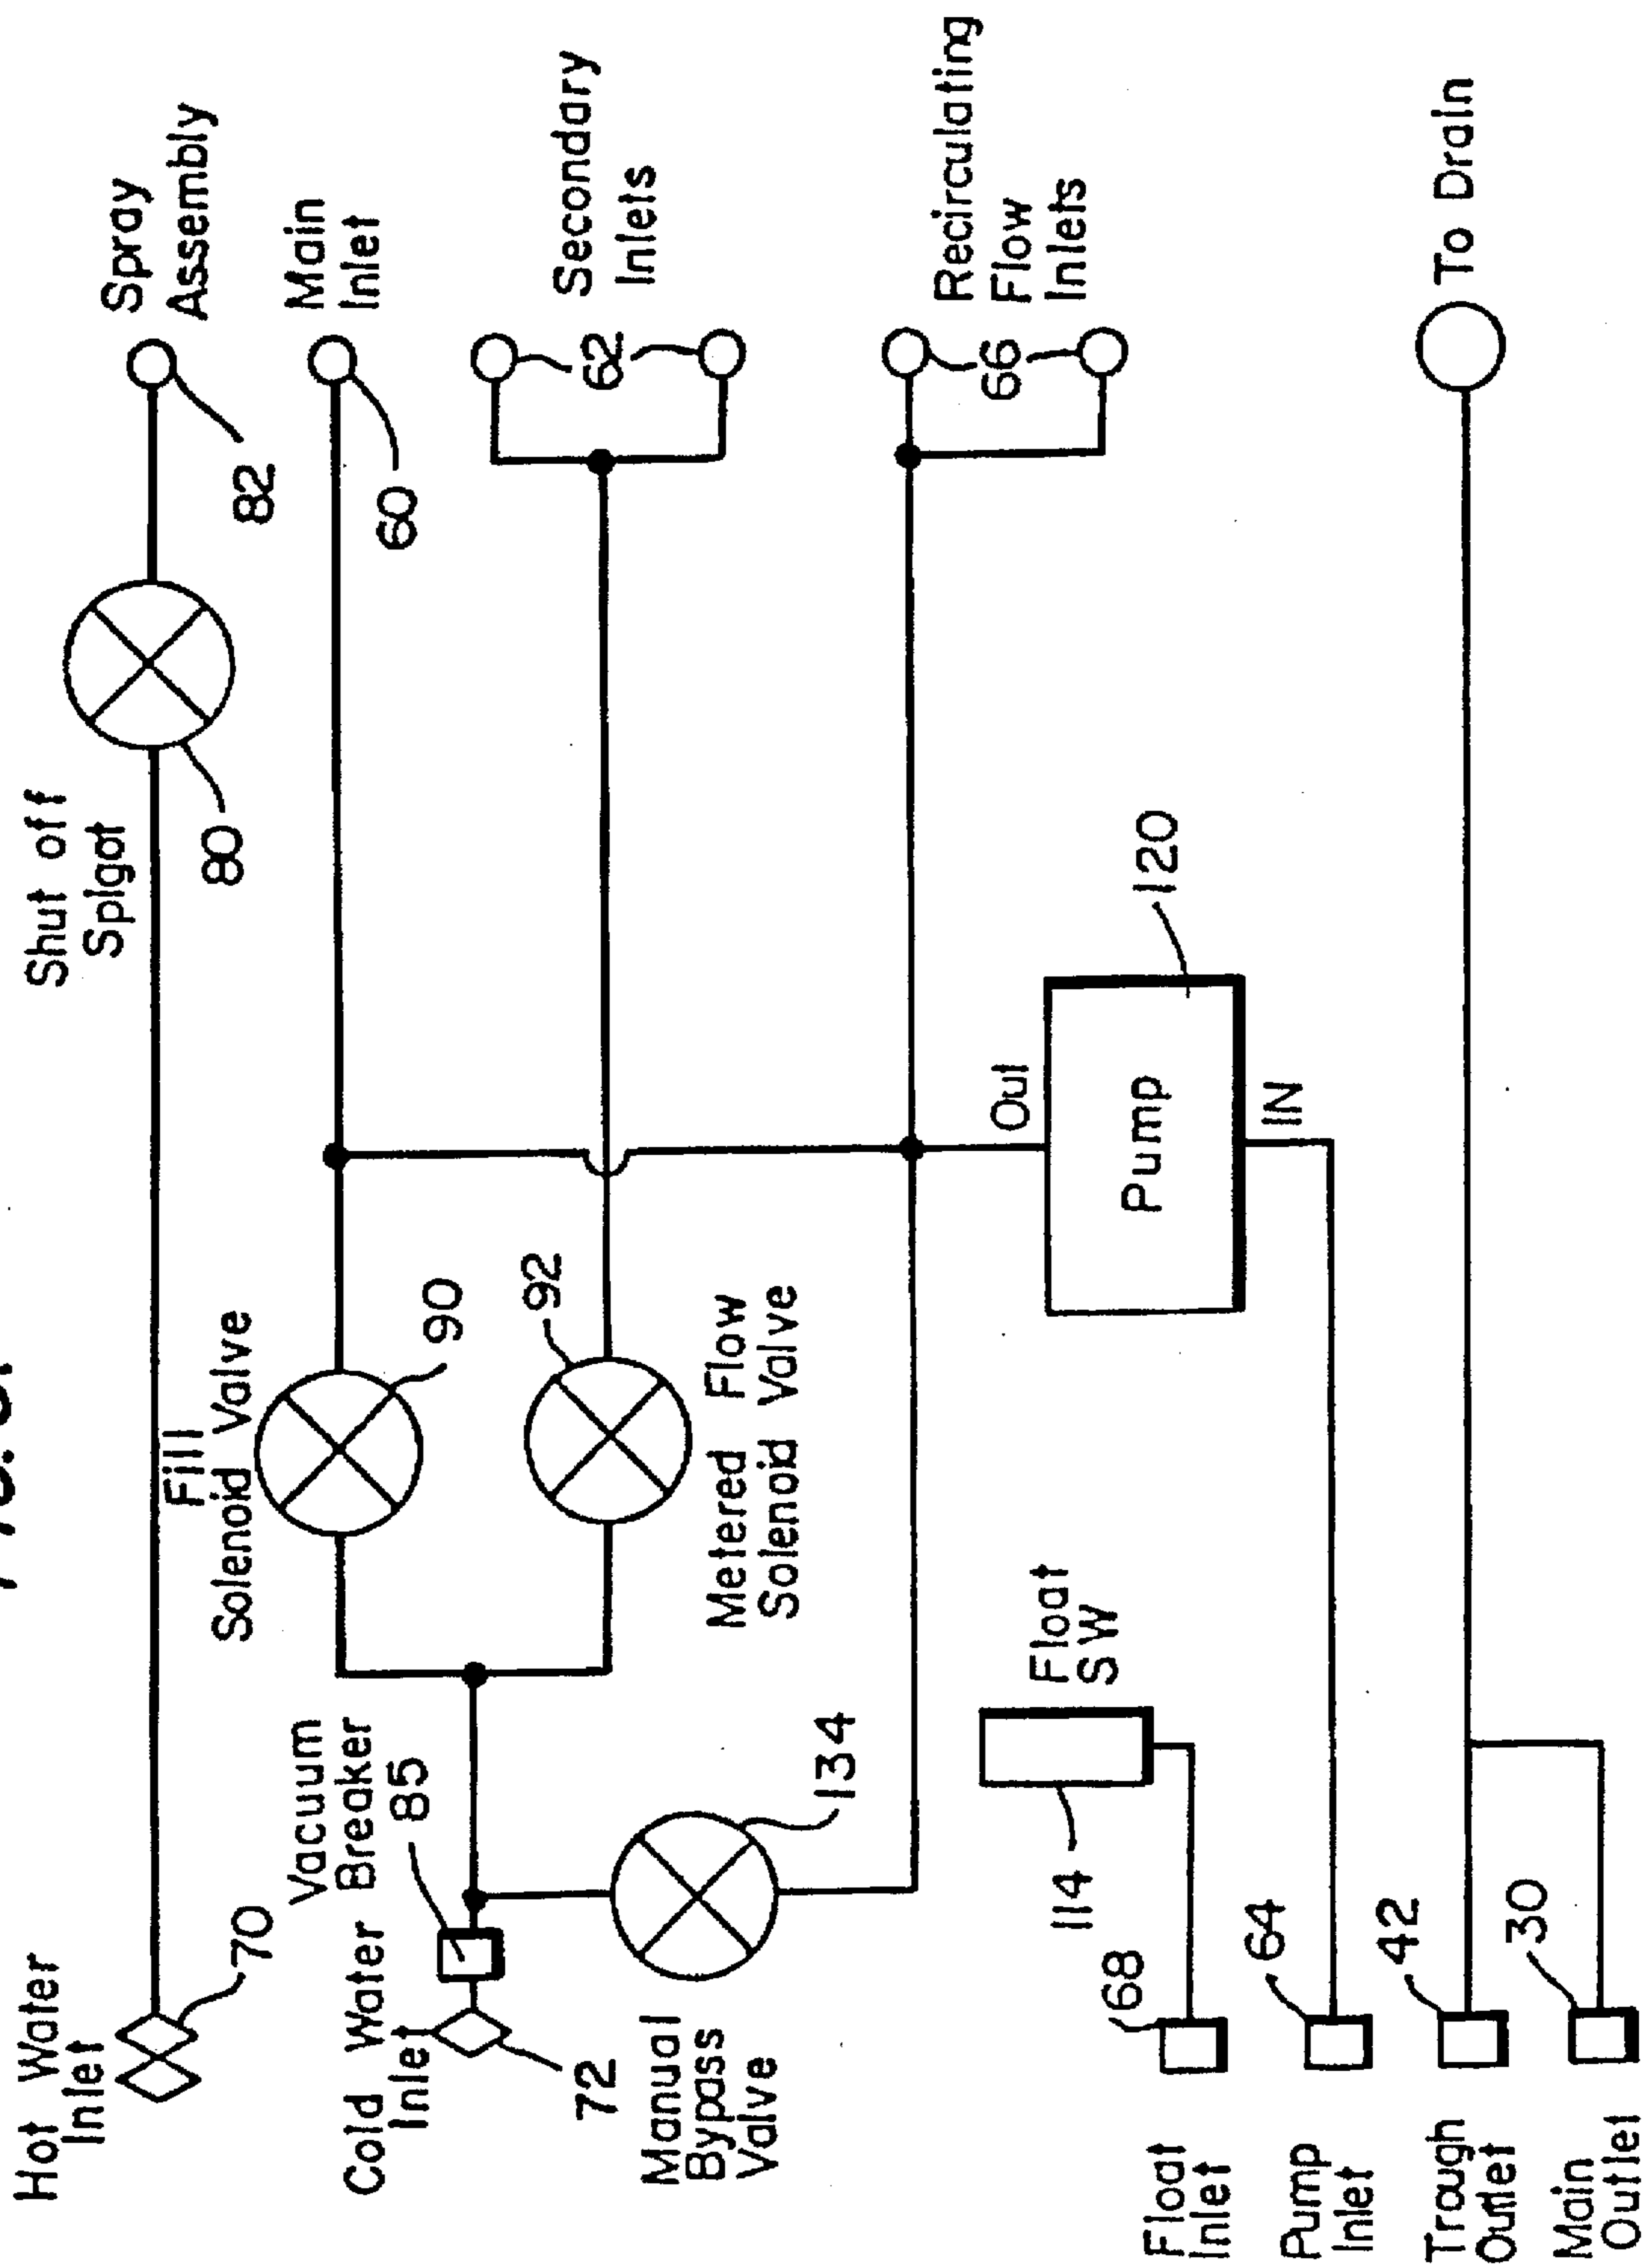 Hot Water
Inlet
70
Shut off
Splgot
80
Spray
Assembly
82
Fill
Solenoid Valve
90
Main
Inlet
60
Vacuum
Breaker
85
Cold Water
Inlet
72
92
Metered Flow
Solenoid Valve
Secondary
Inlets
62
Manual
Bypass
Valve
134
Recirculating
Flow
Inlets
66
Float
SW
114
Out
Pump
IN
120
Float
Inlet
68
Pump
Inlet
64
Trough
Outlet
42
Main
Outlet
30
To Drain